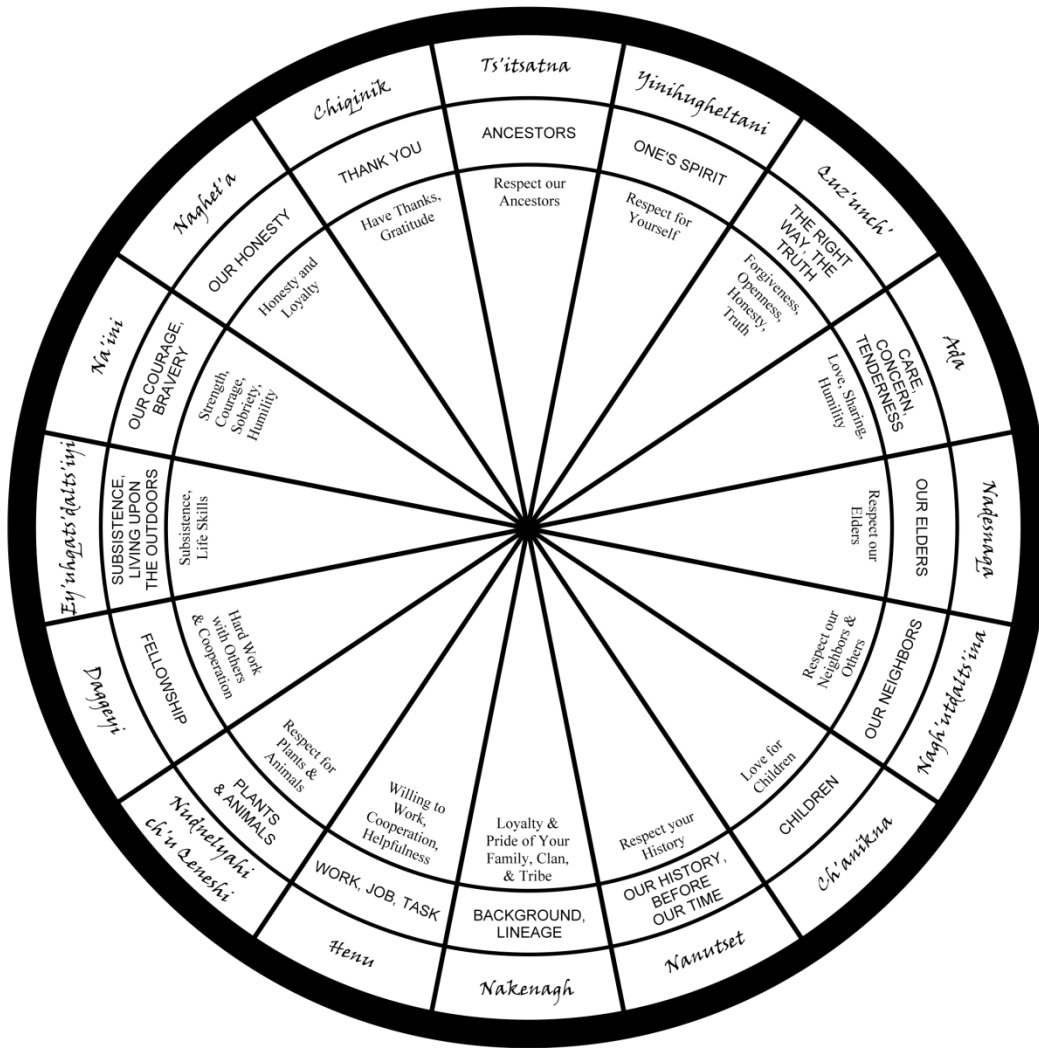 Ts'itsatna
ANCESTORS
Respect our
Ancestors
Yinihugheltani
ONE'S SPIRIT
Respect for
Yourself
Quz'unch'
THE RIGHT
WAY, THE
TRUTH
Forgiveness,
Openness,
Honesty,
Truth
Ada
CARE,
CONCERN,
TENDERNESS
Love, Sharing,
Humility
Nadesnaqa
OUR ELDERS
Respect our
Elders
Nagh'utdalts'ina
OUR NEIGHBORS
Respect our
Neighbors &
Others
Ch'anikna
CHILDREN
Love for
Children
Nanutset
OUR HISTORY,
BEFORE
OUR TIME
Respect your
History
Nakenagh
BACKGROUND,
LINEAGE
Loyalty &
Pride of Your
Family, Clan,
& Tribe
Henu
WORK, JOB, TASK
Willing to
Work,
Cooperation,
Helpfulness
Nudnelyahi
ch'u Qeneshi
PLANTS
& ANIMALS
Respect for
Plants &
Animals
Daggeyi
FELLOWSHIP
Hard Work
with Others
& Cooperation
Ey'uhqats'dalts'iyi
SUBSISTENCE,
LIVING UPON
THE OUTDOORS
Subsistence,
Life Skills
Na'ini
OUR COURAGE,
BRAVERY
Strength,
Courage,
Sobriety,
Humility
Naghet'a
OUR HONESTY
Honesty and
Loyalty
Chiqinik
THANK YOU
Have Thanks,
Gratitude